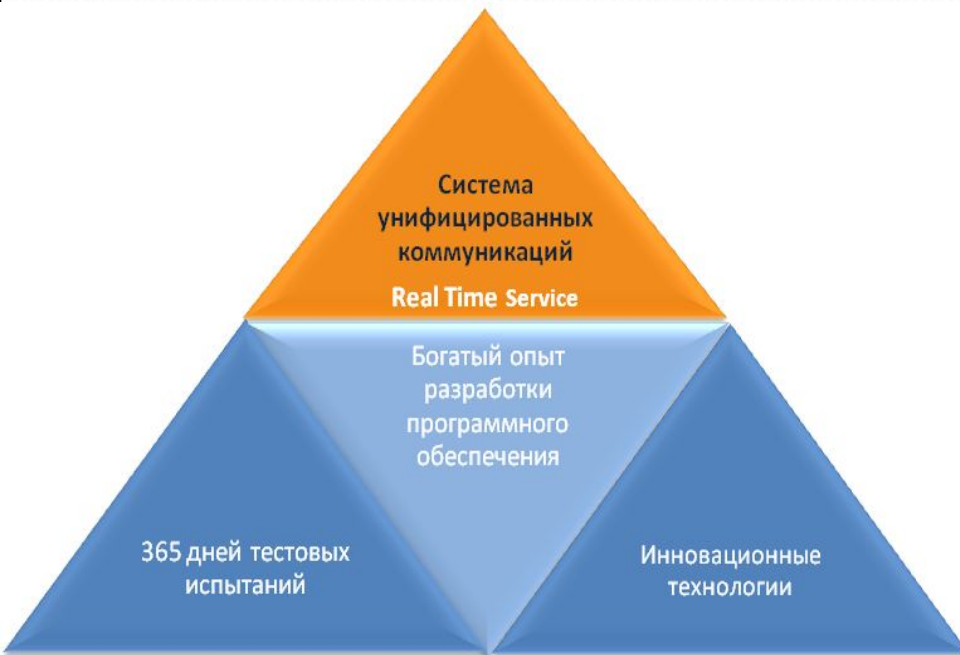 Система
унифицированных
коммуникаций
Real Time Service
Богатый опыт
разработки
программного
обеспечения
365 дней тестовых
испытаний
Инновационные
технологии